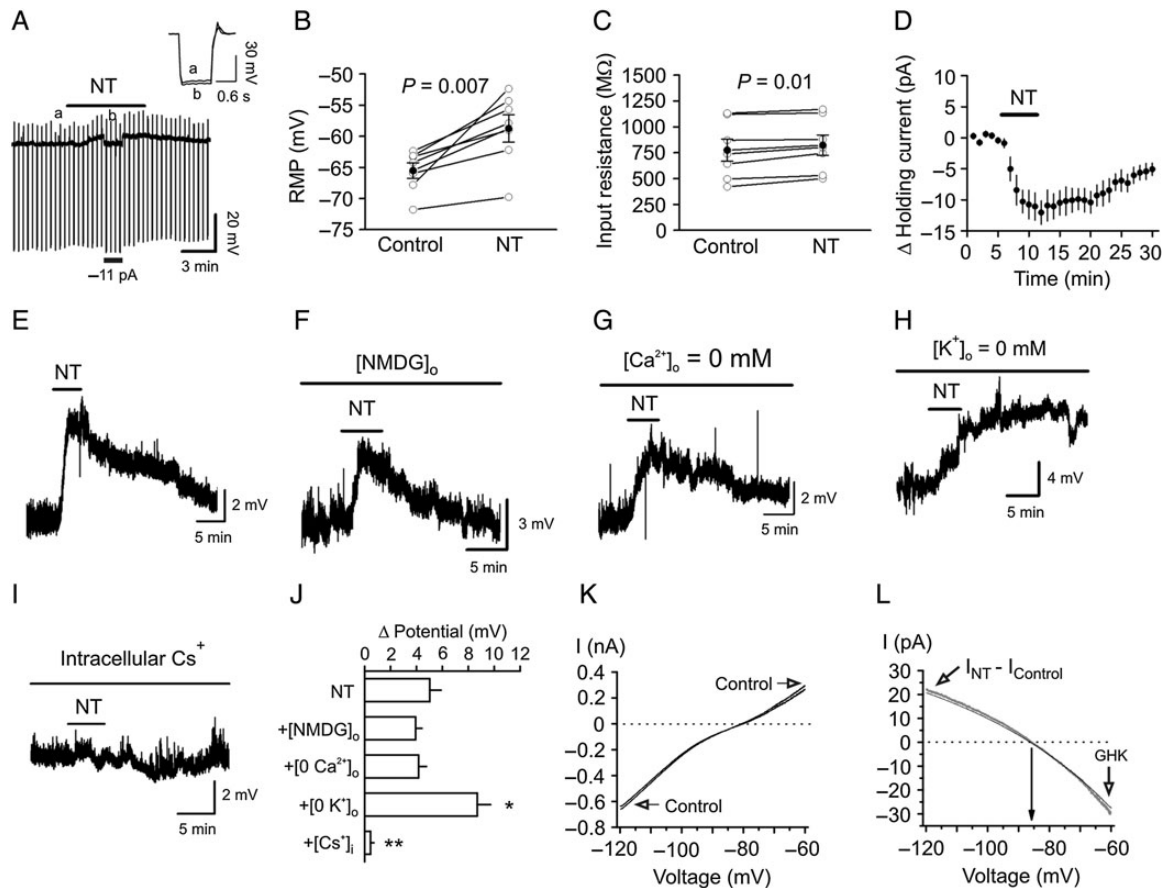 A
NT
a
b
a
b
30 mV
0.6 s
20 mV
3 min
–11 pA
B
P = 0.007
RMP (mV)
–50
–55
–60
–65
–70
–75
Control
NT
C
P = 0.01
Input resistance (MΩ)
1500
1250
1000
750
500
250
0
Control
NT
D
NT
Δ Holding current (pA)
5
0
–5
–10
–15
0 5 10 15 20 25 30
Time (min)
E
NT
2 mV
5 min
F
[NMDG]o
NT
3 mV
5 min
G
[Ca2+]o = 0 mM
NT
2 mV
5 min
H
[K+]o = 0 mM
NT
4 mV
5 min
I
Intracellular Cs+
NT
2 mV
5 min
J
Δ Potential (mV)
0 2 4 6 8 10 12
NT
+[NMDG]o
+[0 Ca2+]o
+[0 K+]o
*
+[Cs+]i
**
K
I (nA)
0.4
0.2
0
–0.2
–0.4
–0.6
–0.8
Control
Control
–120 –100 –80 –60
Voltage (mV)
L
I (pA)
30
20
10
0
–10
–20
–30
INT - IControl
GHK
–120 –100 –80 –60
Voltage (mV)